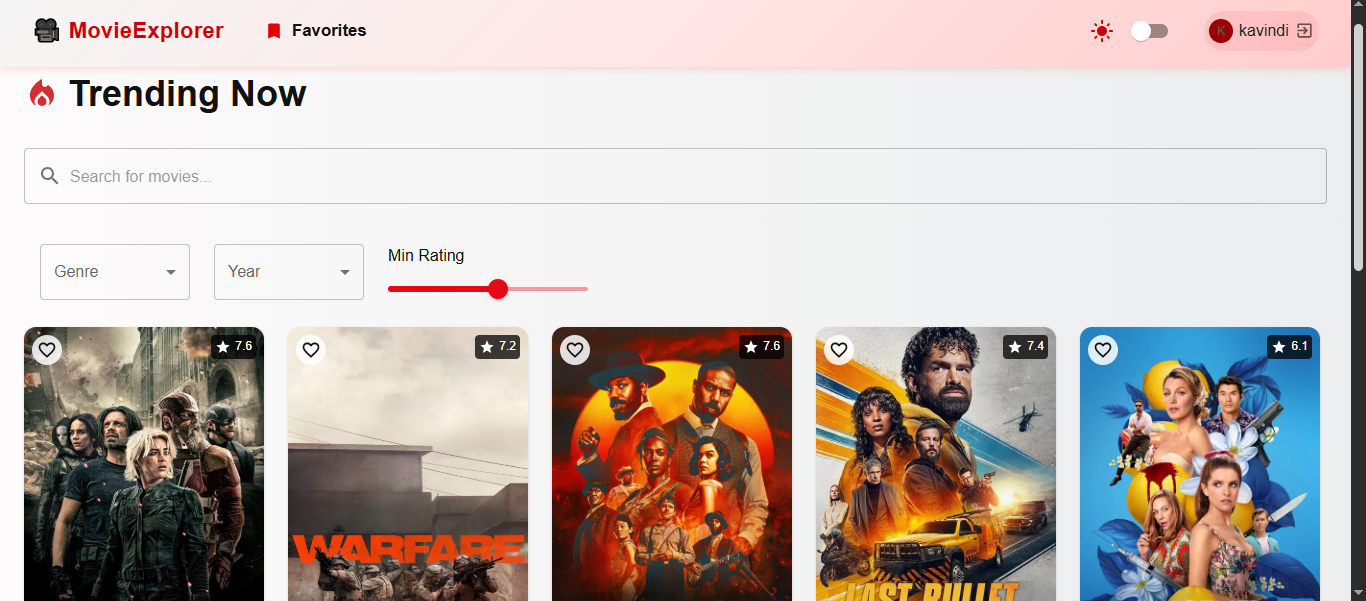 MovieExplorer Favorites K kavindi
Trending Now
Search for movies...
Min Rating
Genre Year
7.6 7.2 7.6 7.4 6.1
WARFARE
LAST BULLET